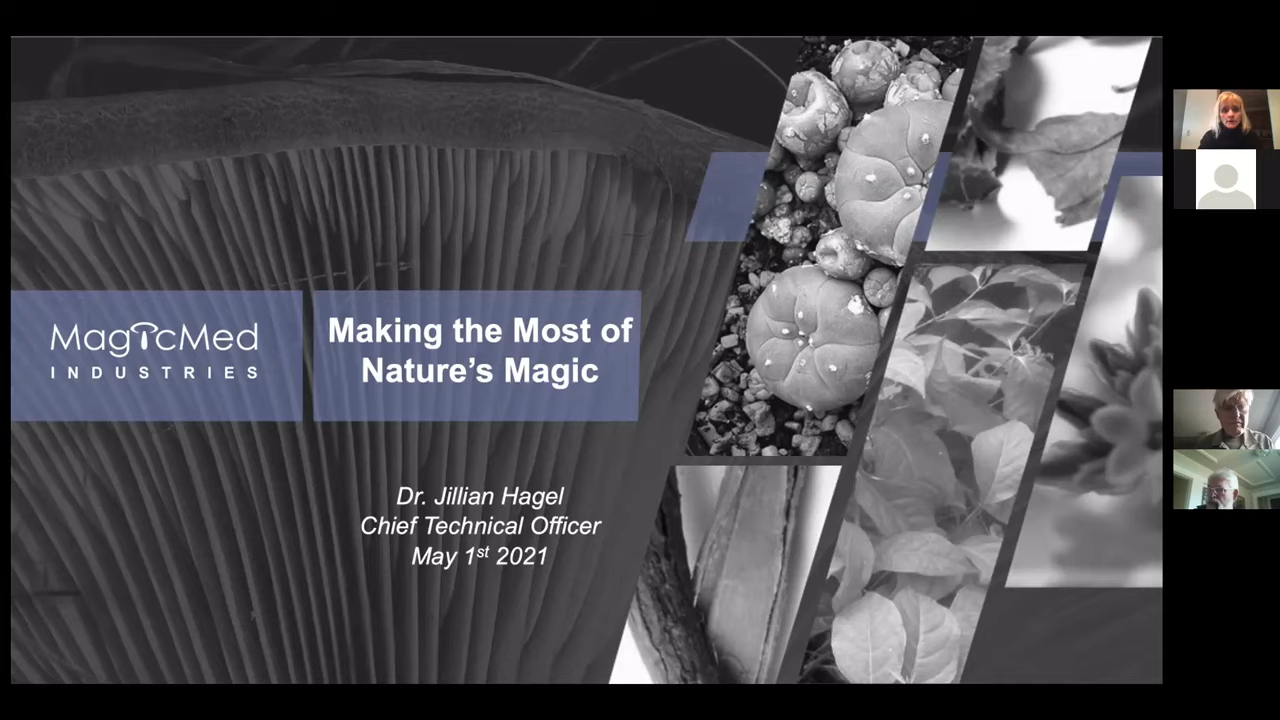 MagicMed
INDUSTRIES
Making the Most of
Nature's Magic
Dr. Jillian Hagel
Chief Technical Officer
May 1st 2021